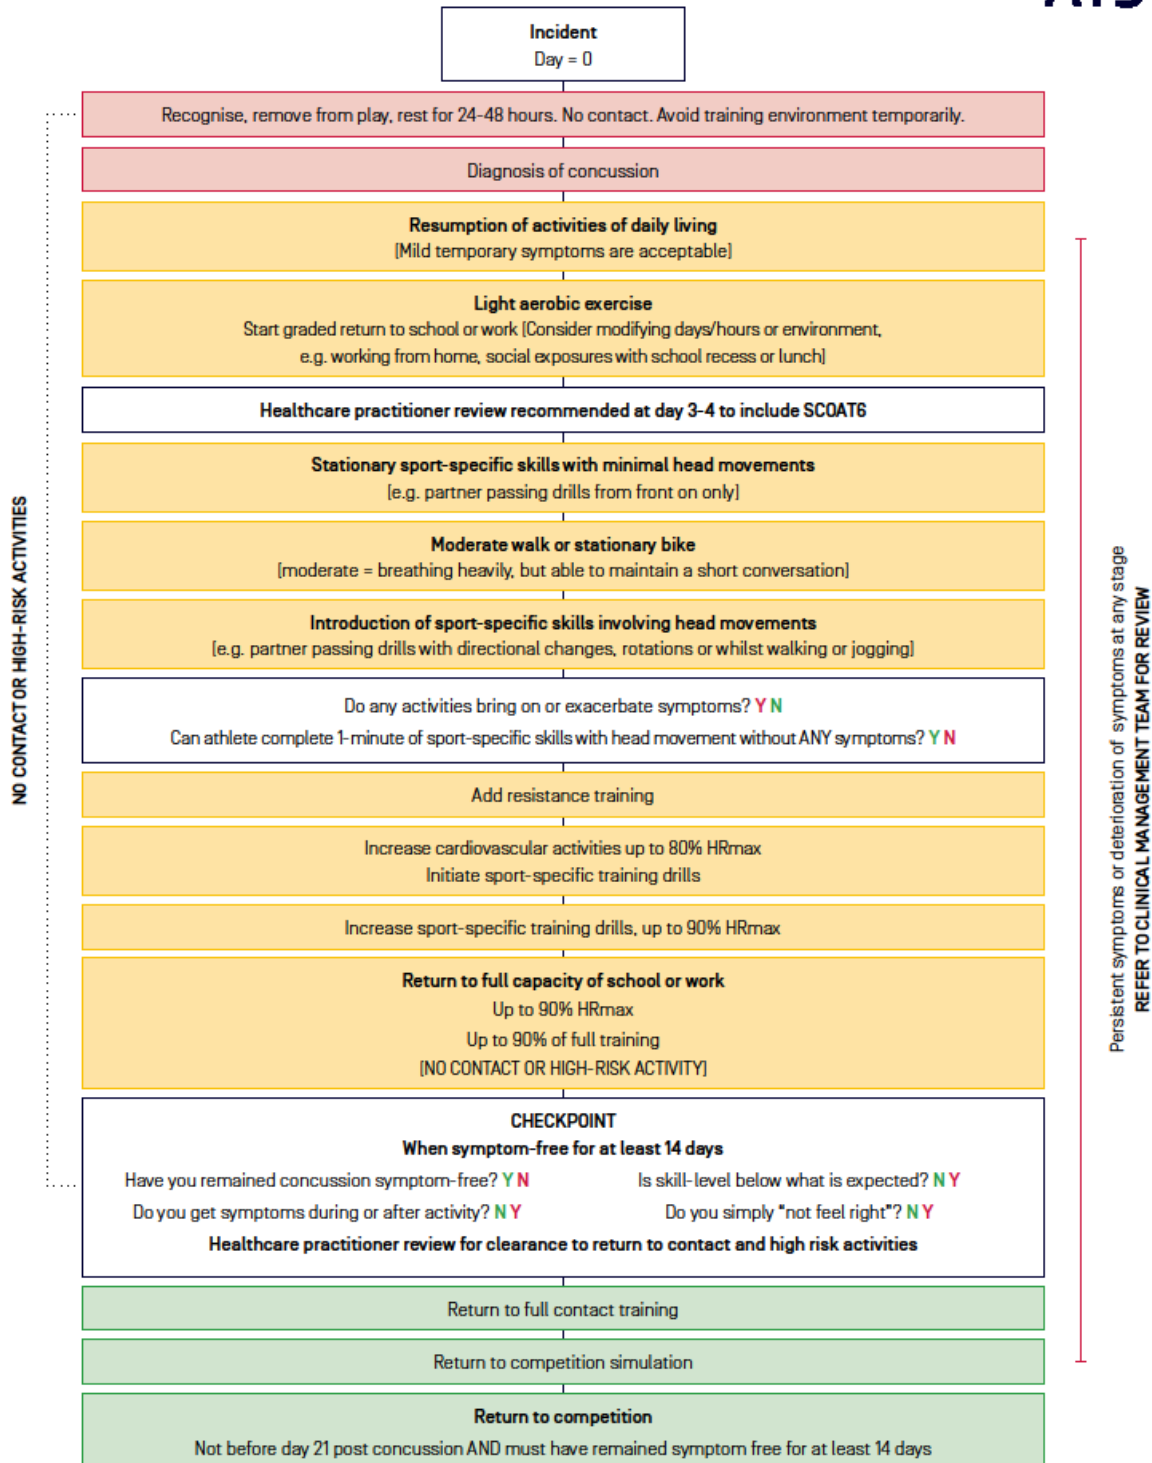 Incident
Day = 0
Recognise, remove from play, rest for 24-48 hours. No contact. Avoid training environment temporarily.
Diagnosis of concussion
Resumption of activities of daily living
[Mild temporary symptoms are acceptable]
Light aerobic exercise
Start graded return to school or work [Consider modifying days/hours or environment,
e.g. working from home, social exposures with school recess or lunch]
Healthcare practitioner review recommended at day 3-4 to include SCOAT6
Stationary sport-specific skills with minimal head movements
[e.g. partner passing drills from front on only]
Moderate walk or stationary bike
[moderate = breathing heavily, but able to maintain a short conversation]
Introduction of sport-specific skills involving head movements
[e.g. partner passing drills with directional changes, rotations or whilst walking or jogging]
Do any activities bring on or exacerbate symptoms? Y N
Can athlete complete 1-minute of sport-specific skills with head movement without ANY symptoms? Y N
Add resistance training
Increase cardiovascular activities up to 80% HRmax
Initiate sport-specific training drills
Increase sport-specific training drills, up to 90% HRmax
Return to full capacity of school or work
Up to 90% HRmax
Up to 90% of full training
[NO CONTACT OR HIGH-RISK ACTIVITY]
CHECKPOINT
When symptom-free for at least 14 days
Have you remained concussion symptom-free? Y N
Is skill-level below what is expected? N Y
Do you get symptoms during or after activity? N Y
Do you simply "not feel right"? N Y
Healthcare practitioner review for clearance to return to contact and high risk activities
Return to full contact training
Return to competition simulation
Return to competition
Not before day 21 post concussion AND must have remained symptom free for at least 14 days
NO CONTACT OR HIGH-RISK ACTIVITIES
Persistent symptoms or deterioration of symptoms at any stage
REFER TO CLINICAL MANAGEMENT TEAM FOR REVIEW